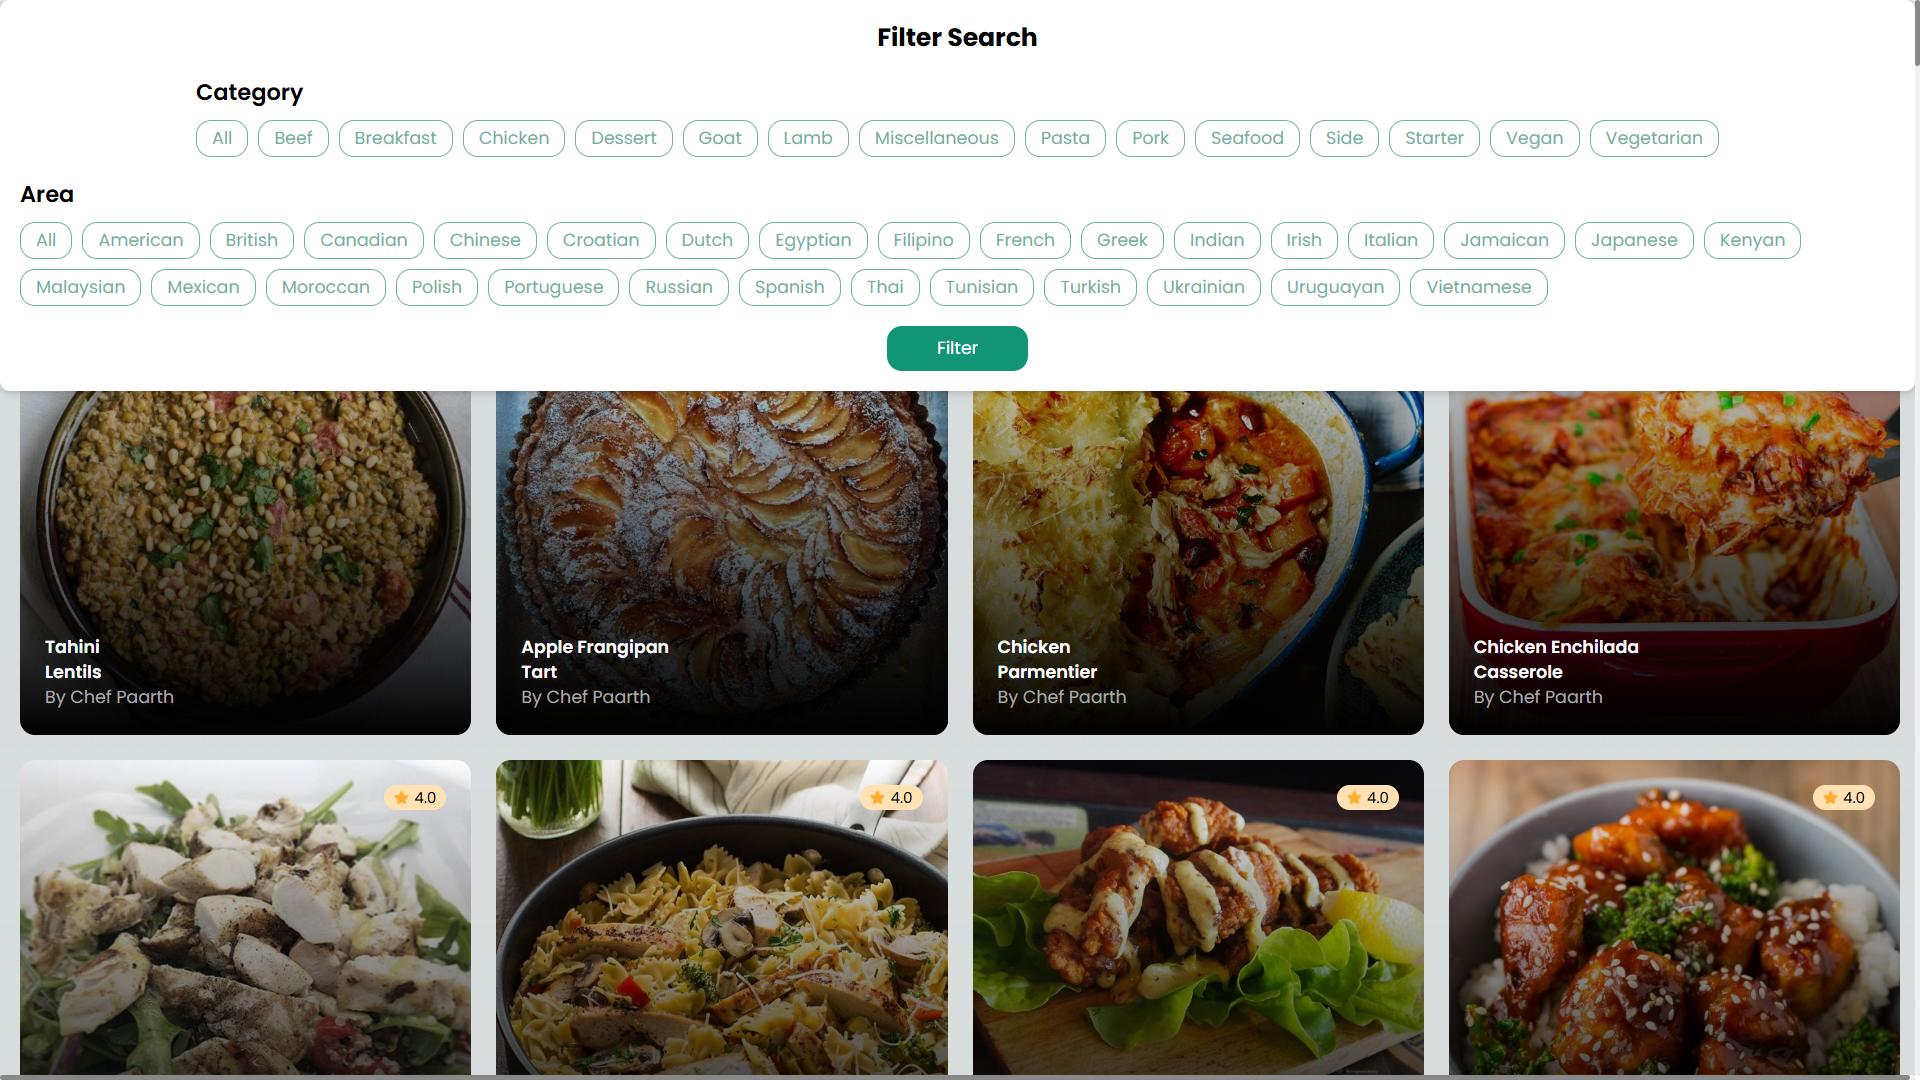 Filter Search
Category
All Beef Breakfast Chicken Dessert Goat Lamb Miscellaneous Pasta Pork Seafood Side Starter Vegan Vegetarian
Area
All American British Canadian Chinese Croatian Dutch Egyptian Filipino French Greek Indian Irish Italian Jamaican Japanese Kenyan
Malaysian Mexican Moroccan Polish Portuguese Russian Spanish Thai Tunisian Turkish Ukrainian Uruguayan Vietnamese
Filter
Tahini
Lentils
By Chef Paarth
Apple Frangipan
Tart
By Chef Paarth
Chicken
Parmentier
By Chef Paarth
Chicken Enchilada
Casserole
By Chef Paarth
4.0
4.0
4.0
4.0